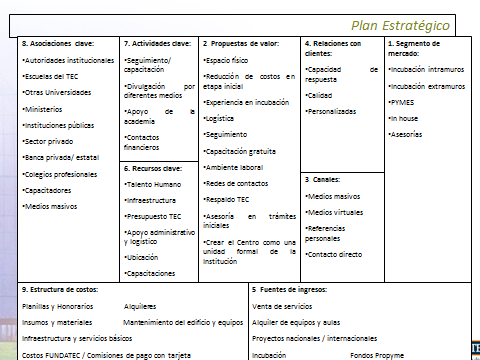 Plan Estratégico
8. Asociaciones clave:
•Autoridades institucionales
•Escuelas del TEC
•Otras Universidades
•Ministerios
•Instituciones públicas
•Sector privado
•Banca privada/ estatal
•Colegios profesionales
•Capacitadores
•Medios masivos
7. Actividades clave:
•Seguimiento/
capacitación
•Divulgación por
diferentes medios
•Apoyo de la
academia
•Contactos
financieros
6. Recursos clave:
•Talento Humano
•Infraestructura
•Presupuesto TEC
•Apoyo administrativo
y logístico
•Ubicación
•Capacitaciones
2 Propuestas de valor:
•Espacio físico
•Reducción de costos en
etapa inicial
•Experiencia en incubación
•Logística
•Seguimiento
•Capacitación gratuita
•Ambiente laboral
•Redes de contactos
•Respaldo TEC
•Asesoría en trámites
iniciales
•Crear el Centro como una
unidad formal de la
Institución
4. Relaciones con
clientes:
•Capacidad de
respuesta
•Calidad
•Personalizadas
3 Canales:
•Medios masivos
•Medios virtuales
•Referencias
personales
•Contacto directo
1. Segmento de
mercado:
•Incubación intramuros
•Incubación extramuros
•PYMES
•In house
•Asesorías
9. Estructura de costos:
Planillas y Honorarios Alquileres
Insumos y materiales Mantenimiento del edificio y equipos
Infraestructura y servicios básicos
Costos FUNDATEC / Comisiones de pago con tarjeta
5 Fuentes de ingresos:
Venta de servicios
Alquiler de equipos y aulas
Proyectos nacionales / internacionales
Incubación Fondos Propyme